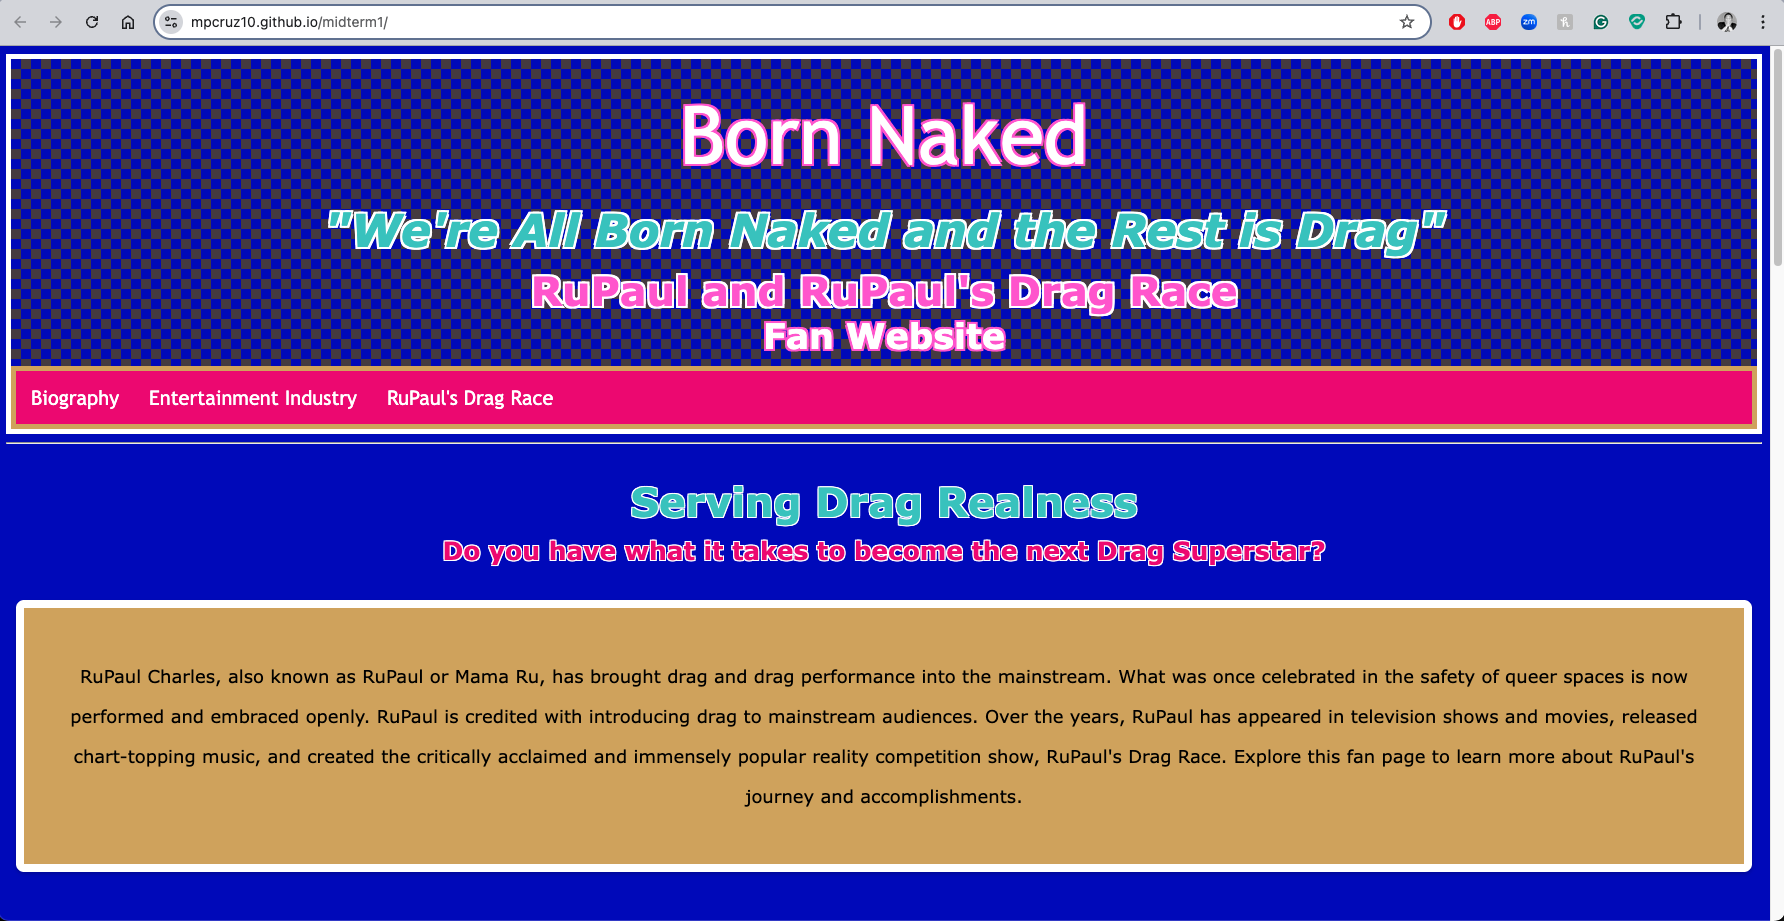 mpcruz10.github.io/midterm1/
ABP
zm
Born Naked
"We're All Born Naked and the Rest is Drag"
RuPaul and RuPaul's Drag Race
Fan Website
Biography Entertainment Industry RuPaul's Drag Race
Serving Drag Realness
Do you have what it takes to become the next Drag Superstar?
RuPaul Charles, also known as RuPaul or Mama Ru, has brought drag and drag performance into the mainstream. What was once celebrated in the safety of queer spaces is now
performed and embraced openly. RuPaul is credited with introducing drag to mainstream audiences. Over the years, RuPaul has appeared in television shows and movies, released
chart-topping music, and created the critically acclaimed and immensely popular reality competition show, RuPaul's Drag Race. Explore this fan page to learn more about RuPaul's
journey and accomplishments.